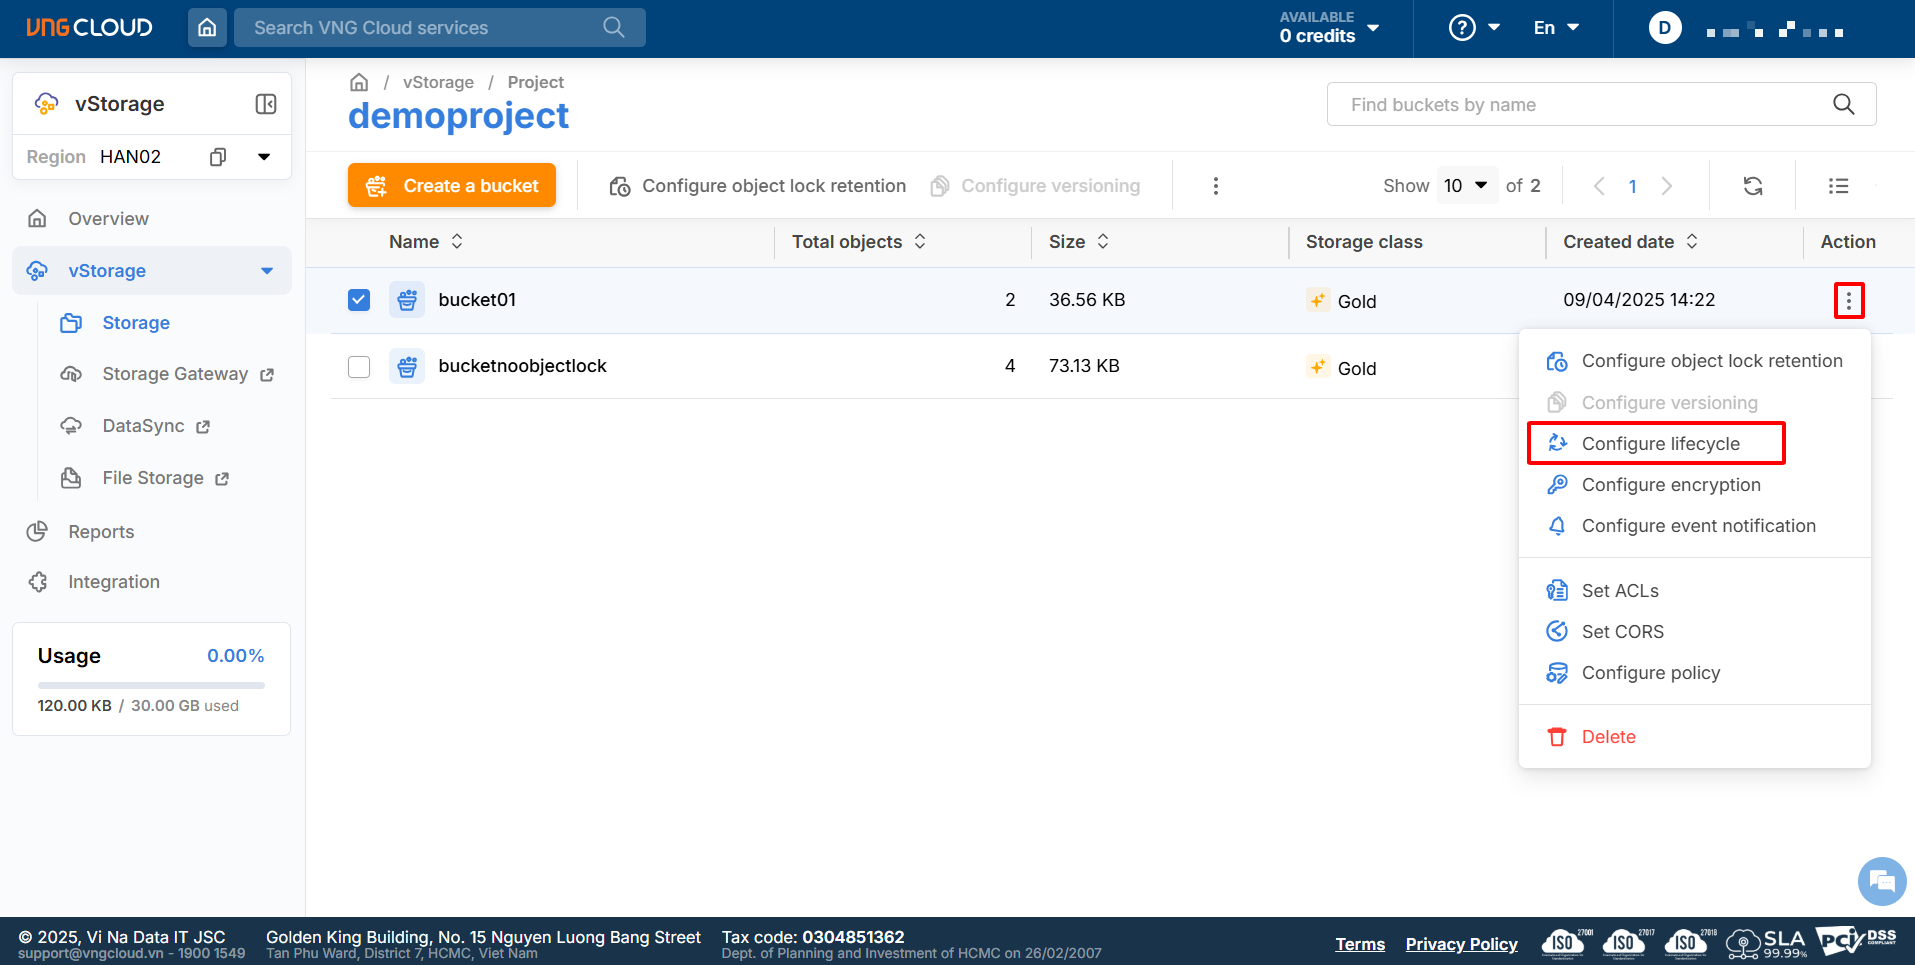 VNG CLOUD
Search VNG Cloud services
AVAILABLE
0 credits
?
En
D
vStorage
Region HAN02
Overview
vStorage
Storage
Storage Gateway
DataSync
File Storage
Reports
Integration
Usage 0.00%
120.00 KB / 30.00 GB used
/ vStorage / Project
demoproject
Find buckets by name
Create a bucket
Configure object lock retention
Configure versioning
Show 10 of 2
1
Name Total objects Size Storage class Created date Action
bucket01 2 36.56 KB Gold 09/04/2025 14:22
bucketnoobjectlock 4 73.13 KB Gold
Configure object lock retention
Configure versioning
Configure lifecycle
Configure encryption
Configure event notification
Set ACLs
Set CORS
Configure policy
Delete
© 2025, Vi Na Data IT JSC
support@vngcloud.vn - 1900 1549
Golden King Building, No. 15 Nguyen Luong Bang Street
Tan Phu Ward, District 7, HCMC, Viet Nam
Tax code: 0304851362
Dept. of Planning and Investment of HCMC on 26/02/2007
Terms
Privacy Policy
ISO 27001
ISO 27017
ISO 27018
SLA
99.99%
PCI DSS
COMPLIANT